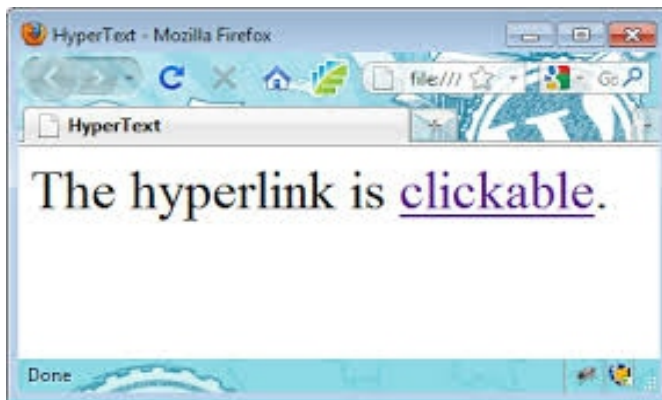 HyperText - Mozilla Firefox
file///
HyperText
The hyperlink is clickable.
Done